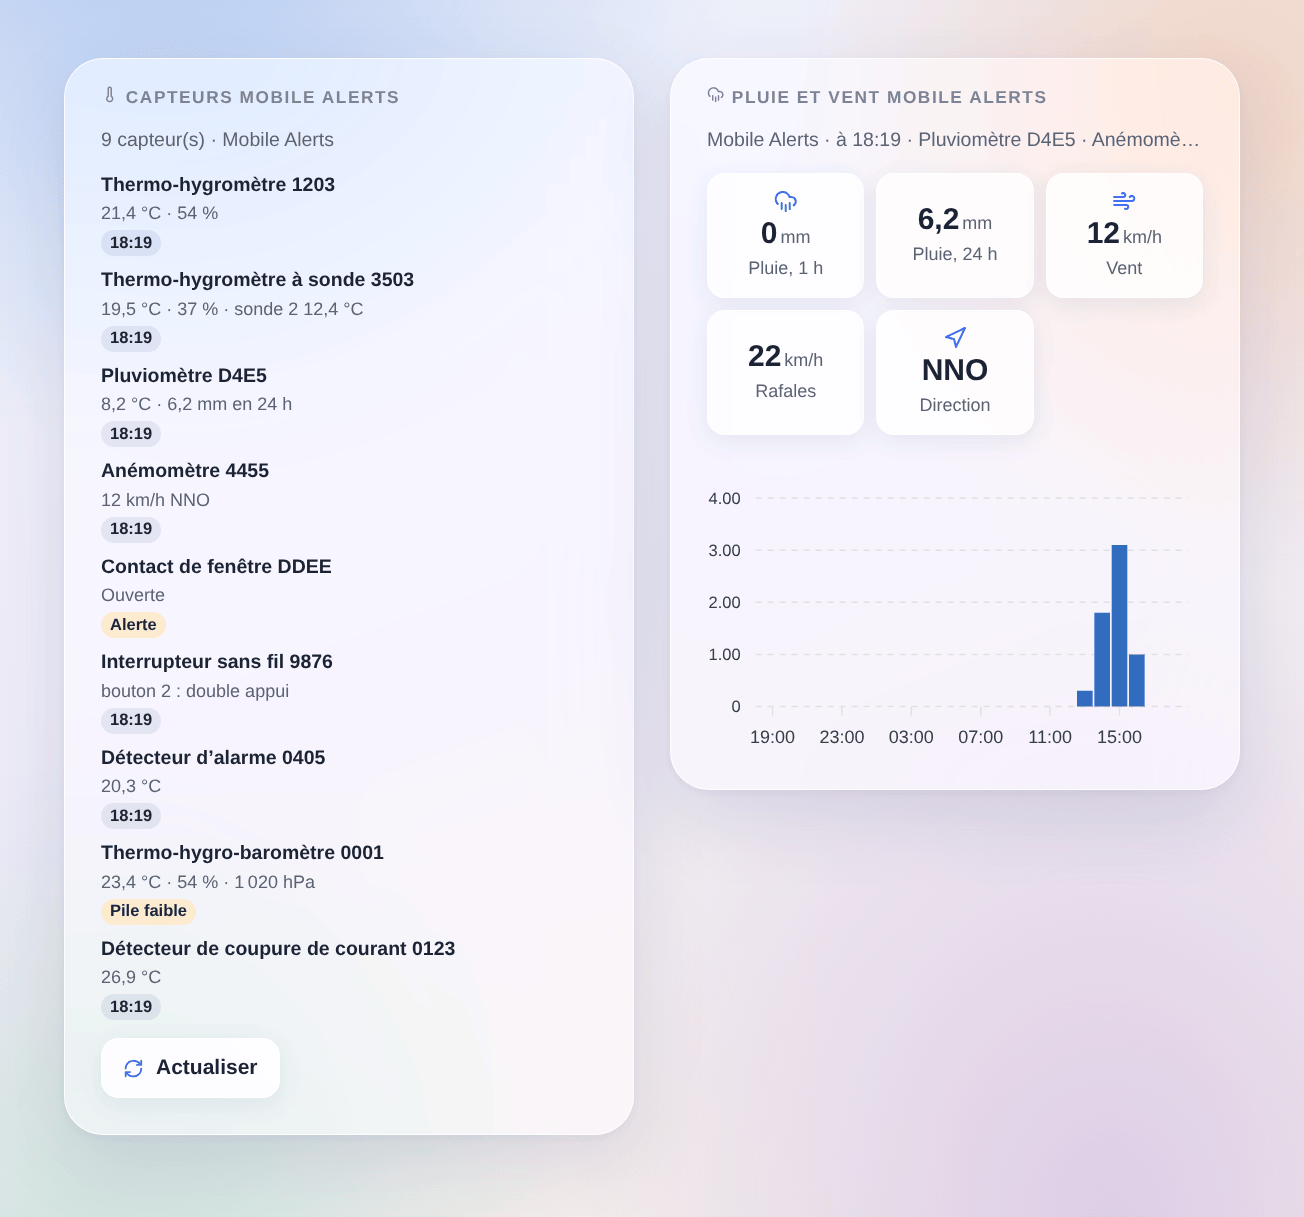 CAPTEURS MOBILE ALERTS
9 capteur(s) · Mobile Alerts
Thermo-hygromètre 1203
21,4 °C · 54 %
18:19
Thermo-hygromètre à sonde 3503
19,5 °C · 37 % · sonde 2 12,4 °C
18:19
Pluviomètre D4E5
8,2 °C · 6,2 mm en 24 h
18:19
Anémomètre 4455
12 km/h NNO
18:19
Contact de fenêtre DDEE
Ouverte
Alerte
Interrupteur sans fil 9876
bouton 2 : double appui
18:19
Détecteur d’alarme 0405
20,3 °C
18:19
Thermo-hygro-baromètre 0001
23,4 °C · 54 % · 1 020 hPa
Pile faible
Détecteur de coupure de courant 0123
26,9 °C
18:19
Actualiser
PLUIE ET VENT MOBILE ALERTS
Mobile Alerts · à 18:19 · Pluviomètre D4E5 · Anémomè…
0 mm
Pluie, 1 h
6,2 mm
Pluie, 24 h
12 km/h
Vent
22 km/h
Rafales
NNO
Direction
4.00
3.00
2.00
1.00
0
19:00 23:00 03:00 07:00 11:00 15:00